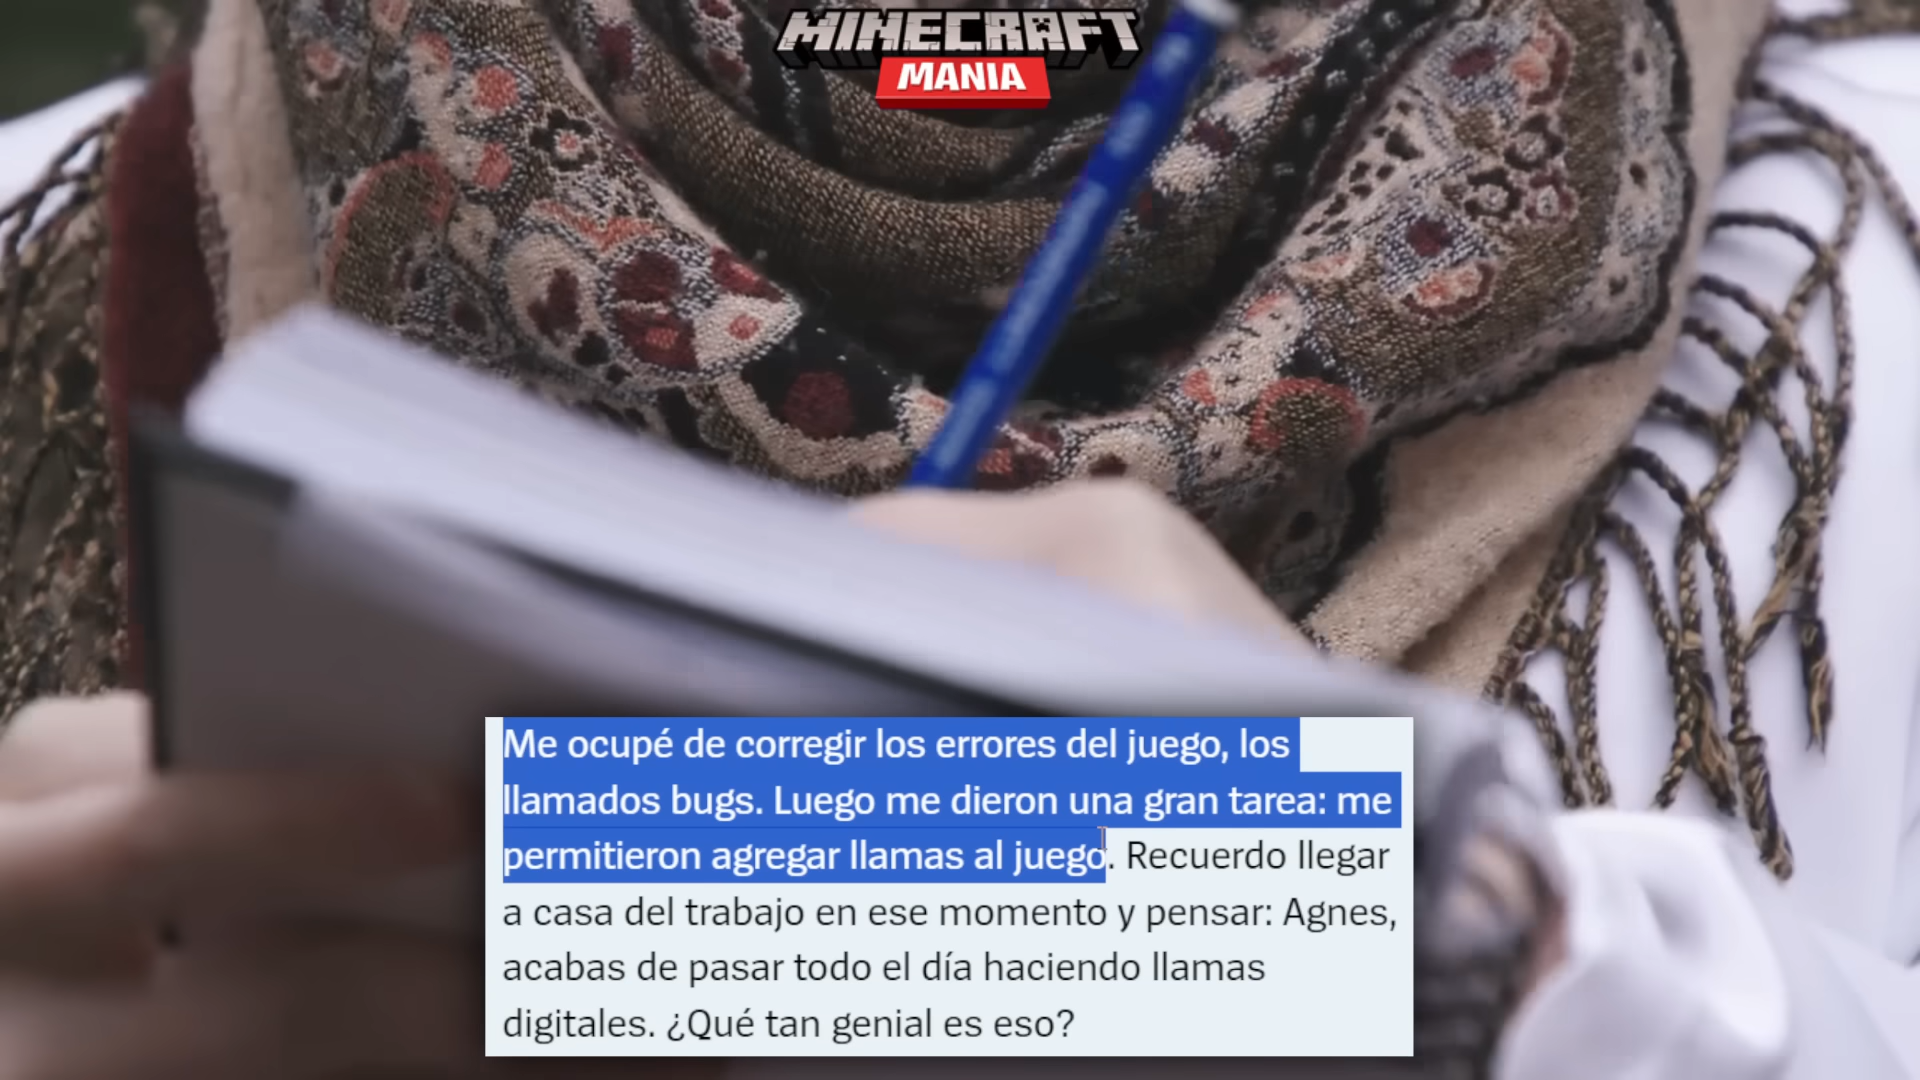 MINECRAFT
MANIA
Me ocupé de corregir los errores del juego, los
llamados bugs. Luego me dieron una gran tarea: me
permitieron agregar llamas al juego. Recuerdo llegar
a casa del trabajo en ese momento y pensar: Agnes,
acabas de pasar todo el día haciendo llamas
digitales. ¿Qué tan genial es eso?